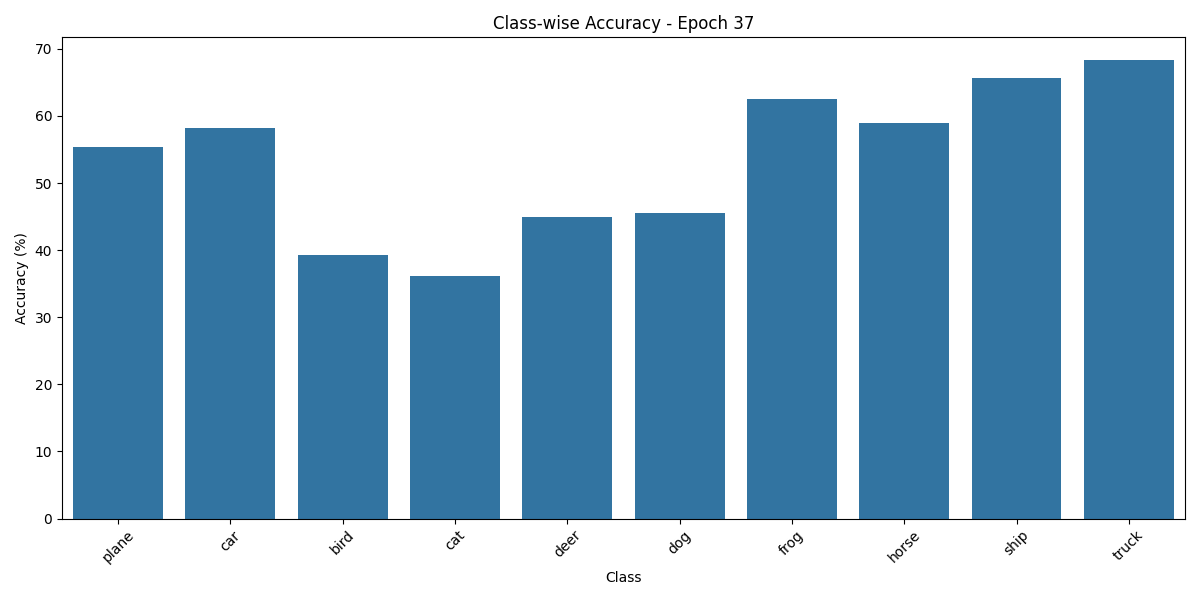 Class-wise Accuracy - Epoch 37
70
60
50
40
30
20
10
0
Accuracy (%)
plane
car
bird
cat
deer
dog
frog
horse
ship
truck
Class